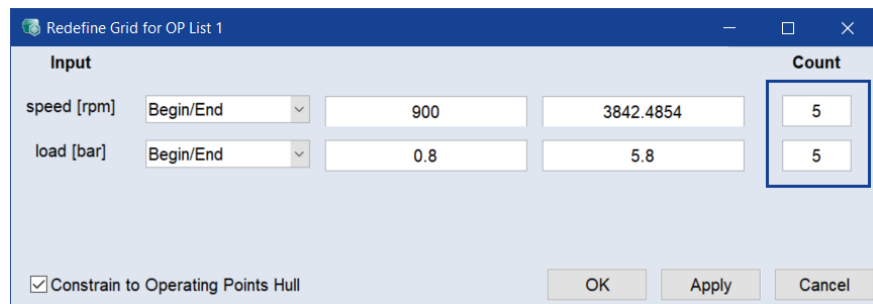 Redefine Grid for OP List 1
Input Count
speed [rpm] Begin/End 900 3842.4854 5
load [bar] Begin/End 0.8 5.8 5
Constrain to Operating Points Hull OK Apply Cancel